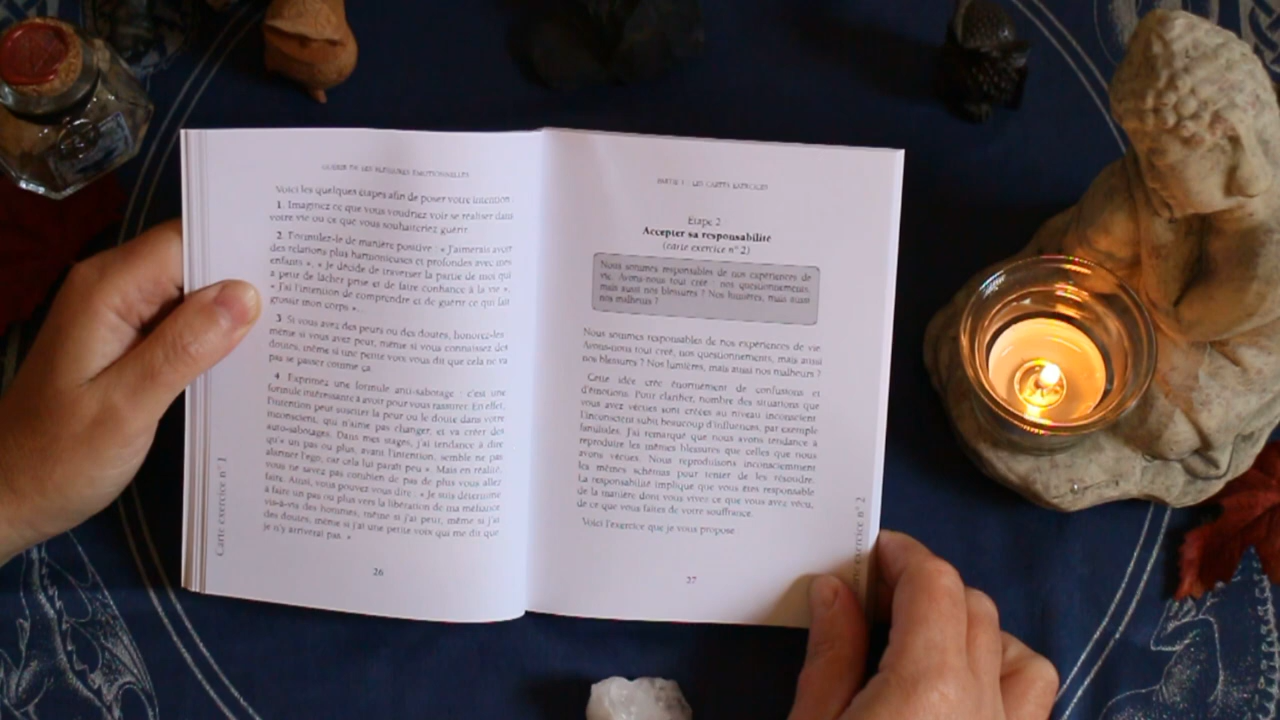 GUÉRIR DE LES BLESSURES ÉMOTIONNELLES
Voici les quelques étapes afin de poser votre intention :
1. Imaginez ce que vous voudriez voir se réaliser dans
votre vie ou ce que vous souhaiteriez guérir.
2. Formulez-le de manière positive : « J'aimerais avoir
des relations plus harmonieuses et profondes avec mes
enfants », « Je décide de traverser la partie de moi qui
a peur de lâcher prise et de faire confiance à la vie »,
« J'ai l'intention de comprendre et de guérir ce qui fait
grossir mon corps »...
3. Si vous avez des peurs ou des doutes, honorez-les
même si vous avez peur, même si vous connaissez des
doutes, même si une petite voix vous dit que cela ne va
pas se passer comme ça.
4. Exprimez une formule anti-sabotage : c'est une
formule intéressante à avoir pour vous rassurer. En effet,
l'intention peut susciter la peur ou le doute dans votre
inconscient, qui n'aime pas changer, et va créer des
auto-sabotages. Dans mes stages, j'ai tendance à dire
qu'« un pas ou plus, avant l'intention, semble ne pas
alarmer l'ego, car cela lui paraît peu ». Mais en réalité,
vous ne savez pas combien de pas de plus vous allez
faire. Ainsi, vous pouvez vous dire : « Je suis déterminé
à faire un pas ou plus vers la libération de ma méfiance
vis-à-vis des hommes, même si j'ai peur, même si j'ai
des doutes, même si j'ai une petite voix qui me dit que
je n'y arriverai pas. »
Carte exercice n° 1
26
PARTIE 1 : LES CARTES EXERCICES
Étape 2
Accepter sa responsabilité
(carte exercice n° 2)
Nous sommes responsables de nos expériences de
vie. Avons-nous tout créé : nos questionnements,
mais aussi nos blessures ? Nos lumières, mais aussi
nos malheurs ?
Nous sommes responsables de nos expériences de vie.
Avons-nous tout créé, nos questionnements, mais aussi
nos blessures ? Nos lumières, mais aussi nos malheurs ?
Cette idée crée énormément de confusions et
d'émotions. Pour clarifier, nombre des situations que
vous avez vécues sont créées au niveau inconscient.
L'inconscient subit beaucoup d'influences, par exemple
familiales. J'ai remarqué que nous avons tendance à
reproduire les mêmes blessures que celles que nous
avons vécues. Nous reproduisons inconsciemment
les mêmes schémas pour tenter de les résoudre.
La responsabilité implique que vous êtes responsable
de la manière dont vous vivez ce que vous avez vécu,
de ce que vous faites de votre souffrance.
Voici l'exercice que je vous propose.
Carte exercice n° 2
27